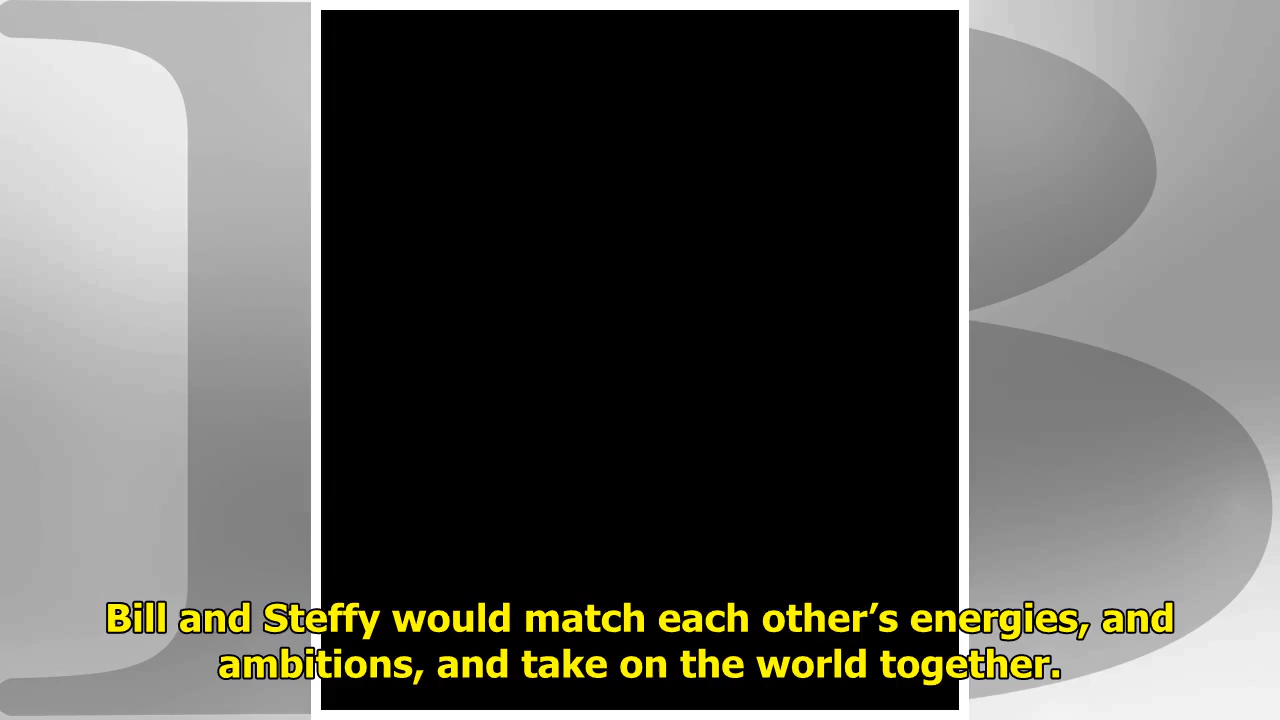 Bill and Steffy would match each other’s energies, and
ambitions, and take on the world together.